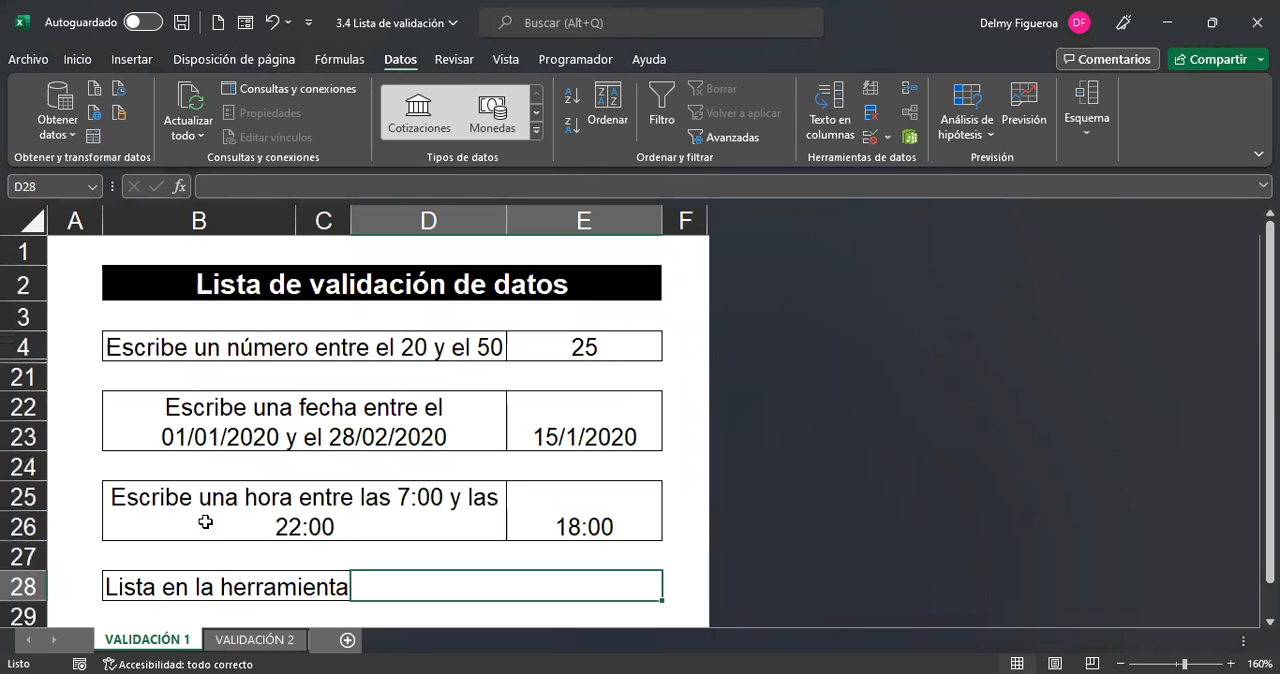 Autoguardado
3.4 Lista de validación
Buscar (Alt+Q)
Delmy Figueroa
DF
Archivo Inicio Insertar Disposición de página Fórmulas Datos Revisar Vista Programador Ayuda
Comentarios
Compartir
Obtener
datos
Obtener y transformar datos
Actualizar
todo
Consultas y conexiones
Propiedades
Editar vínculos
Consultas y conexiones
Cotizaciones
Monedas
Tipos de datos
Ordenar
Filtro
Borrar
Volver a aplicar
Avanzadas
Ordenar y filtrar
Texto en
columnas
Herramientas de datos
Análisis de
hipótesis
Previsión
Previsión
Esquema
D28
fx
A B C D E F
1
2 Lista de validación de datos
3
4 Escribe un número entre el 20 y el 50 25
21
22 Escribe una fecha entre el
23 01/01/2020 y el 28/02/2020 15/1/2020
24
25 Escribe una hora entre las 7:00 y las
26 22:00 18:00
27
28 Lista en la herramienta
29
VALIDACIÓN 1 VALIDACIÓN 2
Listo
Accesibilidad: todo correcto
160%